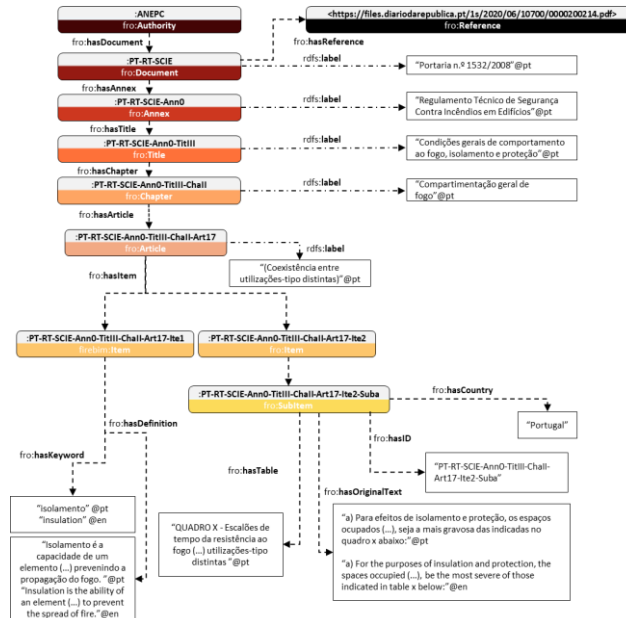 :ANEPC
fro:Authority
<https://files.diariodarepublica.pt/1s/2020/06/10700/0000200214.pdf>
fro:Reference
fro:hasDocument
fro:hasReference
:PT-RT-SCIE
fro:Document
rdfs:label
"Portaria n.º 1532/2008"@pt
fro:hasAnnex
:PT-RT-SCIE-Ann0
fro:Annex
rdfs:label
"Regulamento Técnico de Segurança
Contra Incêndios em Edifícios"@pt
fro:hasTitle
:PT-RT-SCIE-Ann0-TitIII
fro:Title
rdfs:label
"Condições gerais de comportamento
ao fogo, isolamento e proteção"@pt
fro:hasChapter
:PT-RT-SCIE-Ann0-TitIII-ChaII
fro:Chapter
rdfs:label
"Compartimentação geral de
fogo"@pt
fro:hasArticle
:PT-RT-SCIE-Ann0-TitIII-ChaII-Art17
fro:Article
rdfs:label
"(Coexistência entre
utilizações-tipo distintas)"@pt
fro:hasItem
:PT-RT-SCIE-Ann0-TitIII-ChaII-Art17-Ite1
firebim:Item
:PT-RT-SCIE-Ann0-TitIII-ChaII-Art17-Ite2
fro:Item
:PT-RT-SCIE-Ann0-TitIII-ChaII-Art17-Ite2-Suba
fro:SubItem
fro:hasCountry
"Portugal"
fro:hasDefinition
fro:hasID
fro:hasKeyword
fro:hasTable
"PT-RT-SCIE-Ann0-TitIII-ChaII-
Art17-Ite2-Suba"
fro:hasOriginalText
"isolamento" @pt
"insulation" @en
"QUADRO X - Escalões de
tempo da resistência ao
fogo (...) utilizações-tipo
distintas "@pt
"a) Para efeitos de isolamento e proteção, os espaços
ocupados (...), seja a mais gravosa das indicadas no
quadro x abaixo:"@pt
"a) For the purposes of insulation and protection, the
spaces occupied (...), be the most severe of those
indicated in table x below:"@en
"Isolamento é a
capacidade de um
elemento (...) prevenindo a
propagação do fogo. "@pt
"Insulation is the ability of
an element (...) to prevent
the spread of fire."@en